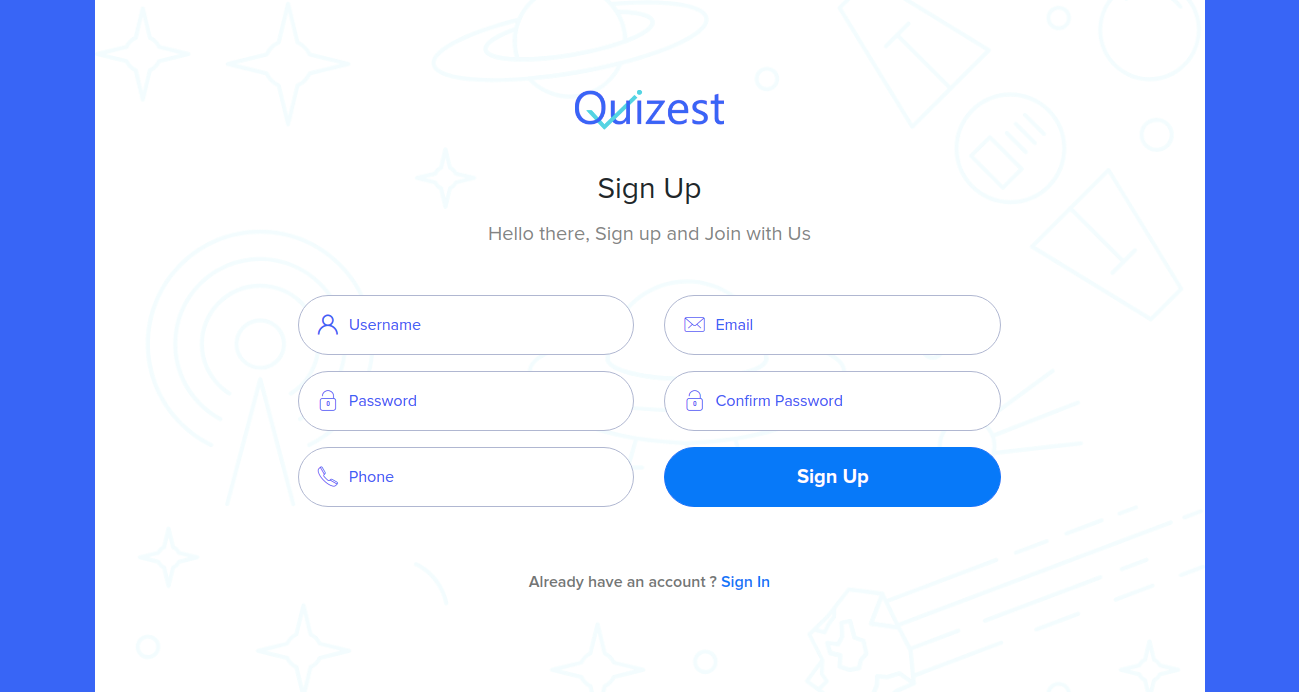 Quizest
Sign Up
Hello there, Sign up and Join with Us
Username
Email
Password
Confirm Password
Phone
Sign Up
Already have an account ? Sign In